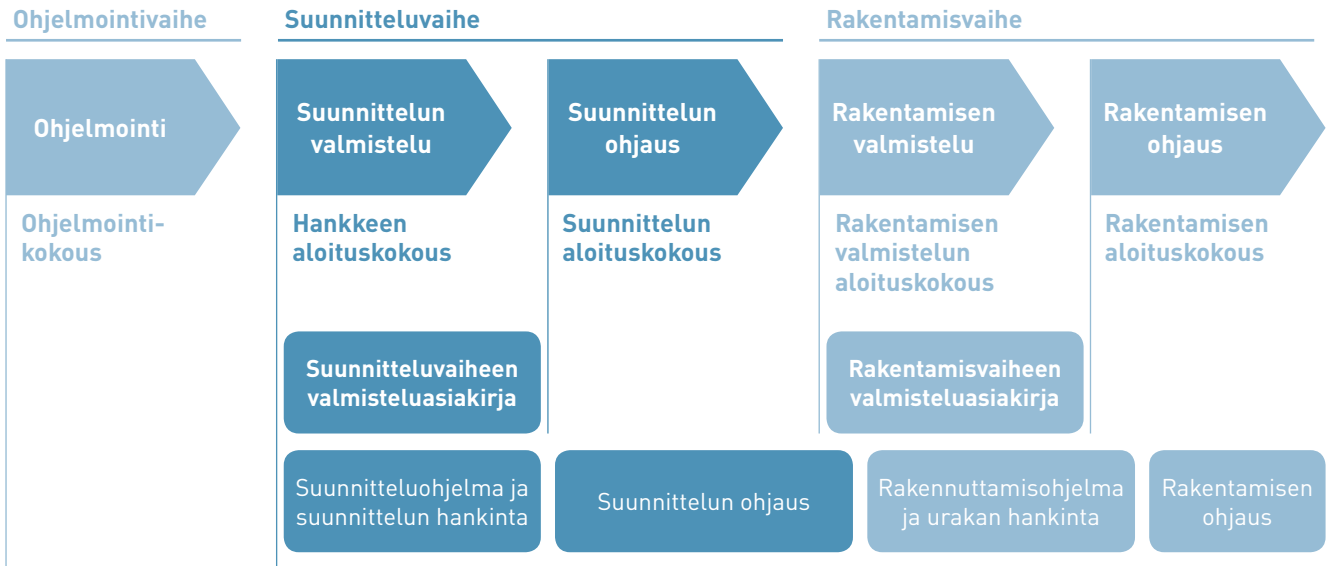 Ohjelmointivaihe
Suunnitteluvaihe
Rakentamisvaihe
Ohjelmointi
Suunnittelun
valmistelu
Suunnittelun
ohjaus
Rakentamisen
valmistelu
Rakentamisen
ohjaus
Ohjelmointi-
kokous
Hankkeen
aloituskokous
Suunnittelun
aloituskokous
Rakentamisen
valmistelun
aloituskokous
Rakentamisen
aloituskokous
Suunnitteluvaiheen
valmisteluasiakirja
Rakentamisvaiheen
valmisteluasiakirja
Suunnitteluohjelma ja
suunnittelun hankinta
Suunnittelun ohjaus
Rakennuttamisohjelma
ja urakan hankinta
Rakentamisen
ohjaus